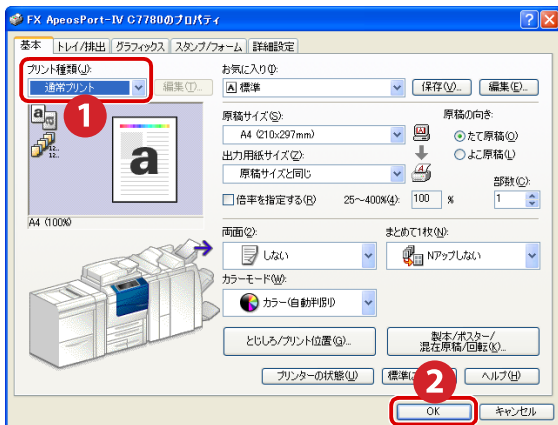 FX ApeosPort-IV C7780のプロパティ
基本 トレイ/排出 グラフィックス スタンプ/フォーム 詳細設定
プリント種類(J):
通常プリント
編集(T)...
お気に入り(I):
標準
保存(V)...
編集(E)...
原稿サイズ(S):
A4 (210x297mm)
原稿の向き:
たて原稿(O)
よこ原稿(L)
出力用紙サイズ(Z):
原稿サイズと同じ
倍率を指定する(R)
25～400%(4):
100 %
部数(C):
1
A4 (100%)
両面(2):
しない
まとめて1枚(N):
Nアップしない
カラーモード(W):
カラー(自動判別)
とじしろ/プリント位置(G)...
製本/ポスター/
混在原稿/回転(K)...
プリンターの状態(U)
標準に
ヘルプ(H)
OK
キャンセル
1
2
a
a
12..
12..